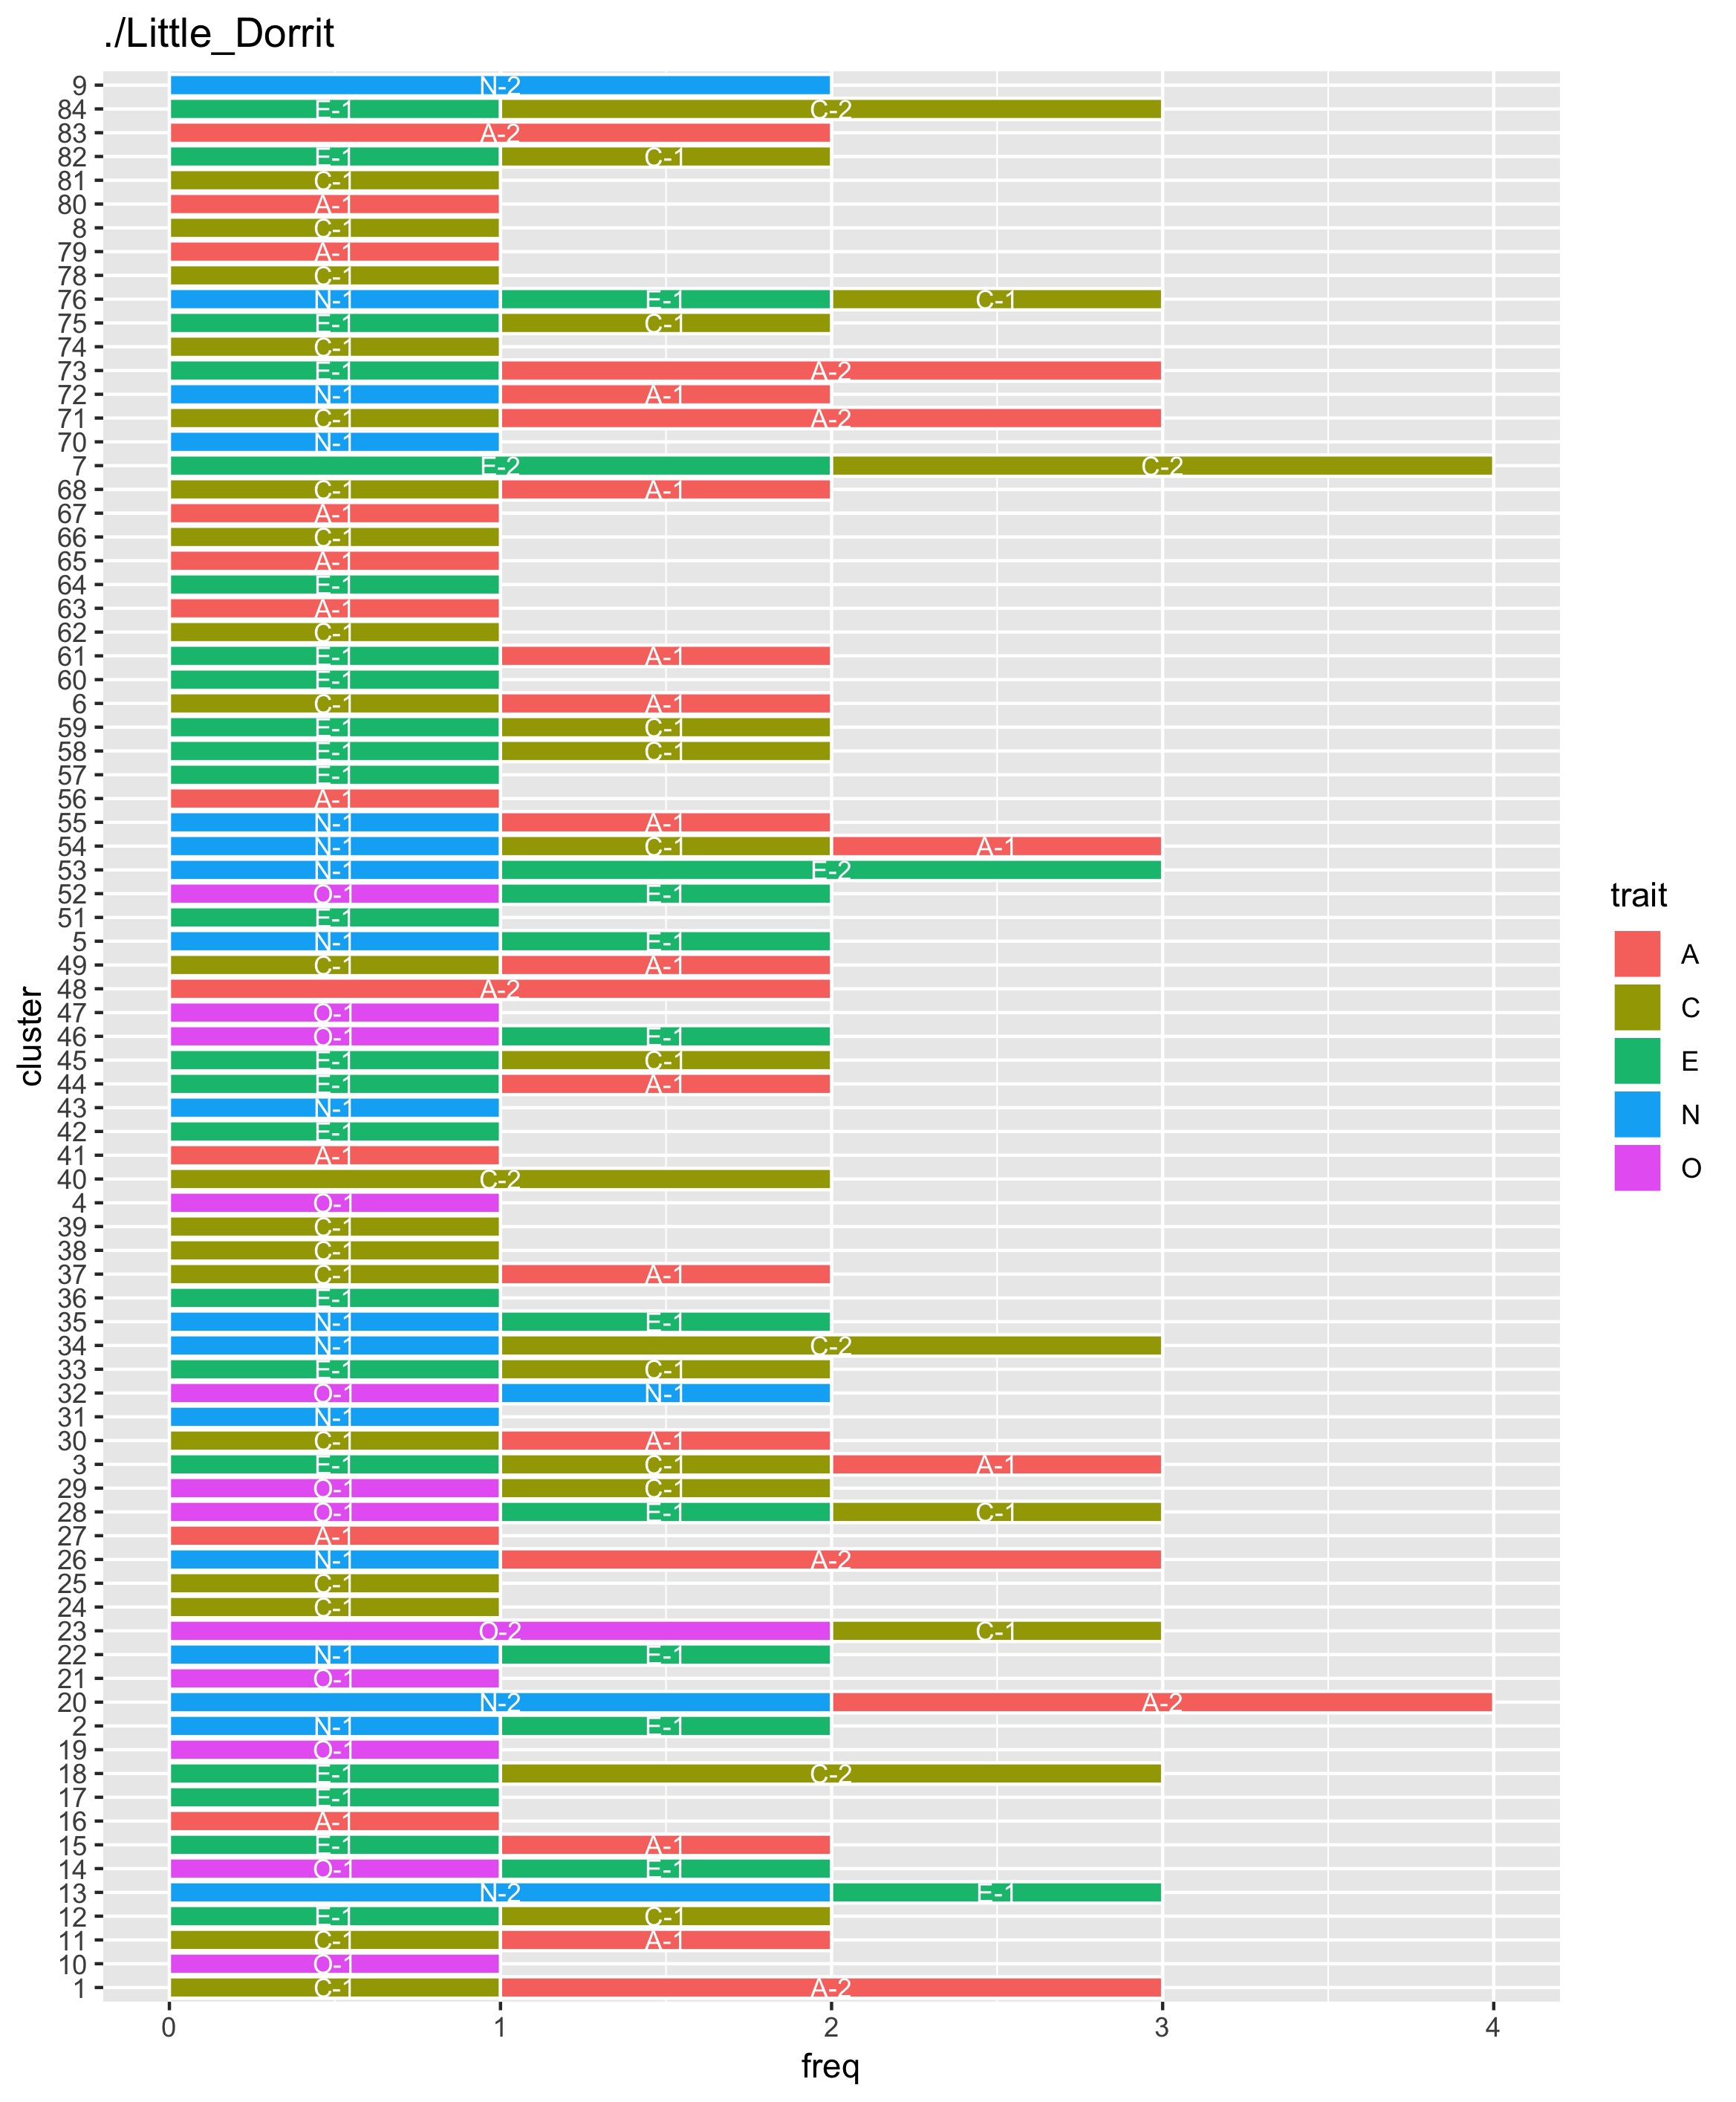 ./Little_Dorrit
9 N-2
84 E-1 C-2
83 A-2
82 E-1 C-1
81 C-1
80 A-1
8 C-1
79 A-1
78 C-1
76 N-1 E-1 C-1
75 E-1 C-1
74 C-1
73 E-1 A-2
72 N-1 A-1
71 C-1 A-2
70 N-1
7 E-2 C-2
68 C-1 A-1
67 A-1
66 C-1
65 A-1
64 E-1
63 A-1
62 C-1
61 E-1 A-1
60 E-1
6 C-1 A-1
59 E-1 C-1
58 E-1 C-1
57 E-1
56 A-1
55 N-1 A-1
54 N-1 C-1 A-1
53 N-1 E-2
52 O-1 E-1
51 E-1
5 N-1 E-1
49 C-1 A-1
48 A-2
47 O-1
46 O-1 E-1
45 E-1 C-1
44 E-1 A-1
43 N-1
42 E-1
41 A-1
40 C-2
4 O-1
39 C-1
38 C-1
37 C-1 A-1
36 E-1
35 N-1 E-1
34 N-1 C-2
33 E-1 C-1
32 O-1 N-1
31 N-1
30 C-1 A-1
3 E-1 C-1 A-1
29 O-1 C-1
28 O-1 E-1 C-1
27 A-1
26 N-1 A-2
25 C-1
24 C-1
23 O-2 C-1
22 N-1 E-1
21 O-1
20 N-2 A-2
2 N-1 E-1
19 O-1
18 E-1 C-2
17 E-1
16 A-1
15 E-1 A-1
14 O-1 E-1
13 N-2 E-1
12 E-1 C-1
11 C-1 A-1
10 O-1
1 C-1 A-2
0 1 2 3 4
freq
cluster
trait
A
C
E
N
O